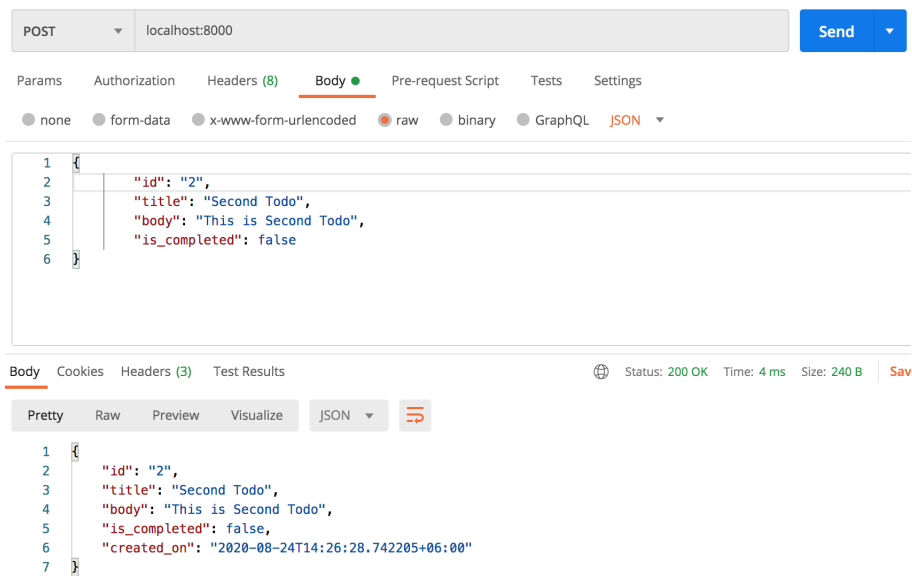 POST localhost:8000 Send
Params Authorization Headers (8) Body Pre-request Script Tests Settings
none form-data x-www-form-urlencoded raw binary GraphQL JSON
1 {
2 "id": "2",
3 "title": "Second Todo",
4 "body": "This is Second Todo",
5 "is_completed": false
6 }
Body Cookies Headers (3) Test Results Status: 200 OK Time: 4 ms Size: 240 B Sav
Pretty Raw Preview Visualize JSON
1 {
2 "id": "2",
3 "title": "Second Todo",
4 "body": "This is Second Todo",
5 "is_completed": false,
6 "created_on": "2020-08-24T14:26:28.742205+06:00"
7 }